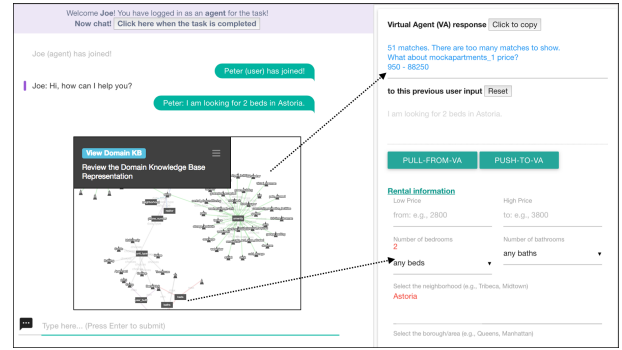 Welcome Joe! You have logged in as an agent for the task!
Now chat! Click here when the task is completed
Joe (agent) has joined!
Peter (user) has joined!
Joe: Hi, how can I help you?
Peter: I am looking for 2 beds in Astoria.
View Domain KB
Review the Domain Knowledge Base
Representation
Type here... (Press Enter to submit)
Virtual Agent (VA) response Click to copy
51 matches. There are too many matches to show.
What about mockapartments_1 price?
950 - 88250
to this previous user input Reset
I am looking for 2 beds in Astoria.
PULL-FROM-VA PUSH-TO-VA
Rental information
Low Price High Price
from: e.g., 2800 to: e.g., 3800
Number of bedrooms Number of bathrooms
2
any beds any baths
Select the neighborhood (e.g., Tribeca, Midtown)
Astoria
Select the borough/area (e.g., Queens, Manhattan)